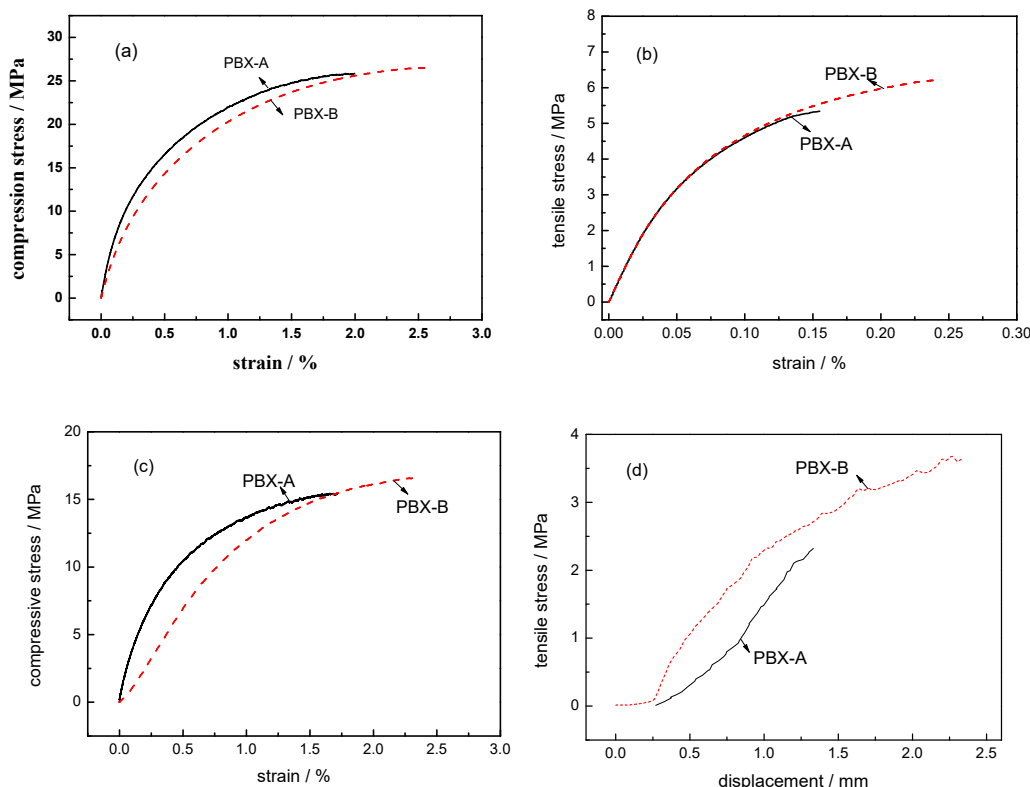 (a)
PBX-A
PBX-B
compression stress / MPa
30
25
20
15
10
5
0
0.0 0.5 1.0 1.5 2.0 2.5 3.0
strain / %
(b)
PBX-B
PBX-A
tensile stress / MPa
8
7
6
5
4
3
2
1
0
0.00 0.05 0.10 0.15 0.20 0.25 0.30
strain / %
(c)
PBX-A
PBX-B
compressive stress / MPa
20
15
10
5
0
0.0 0.5 1.0 1.5 2.0 2.5 3.0
strain / %
(d)
PBX-B
PBX-A
tensile stress / MPa
4
3
2
1
0
0.0 0.5 1.0 1.5 2.0 2.5
displacement / mm